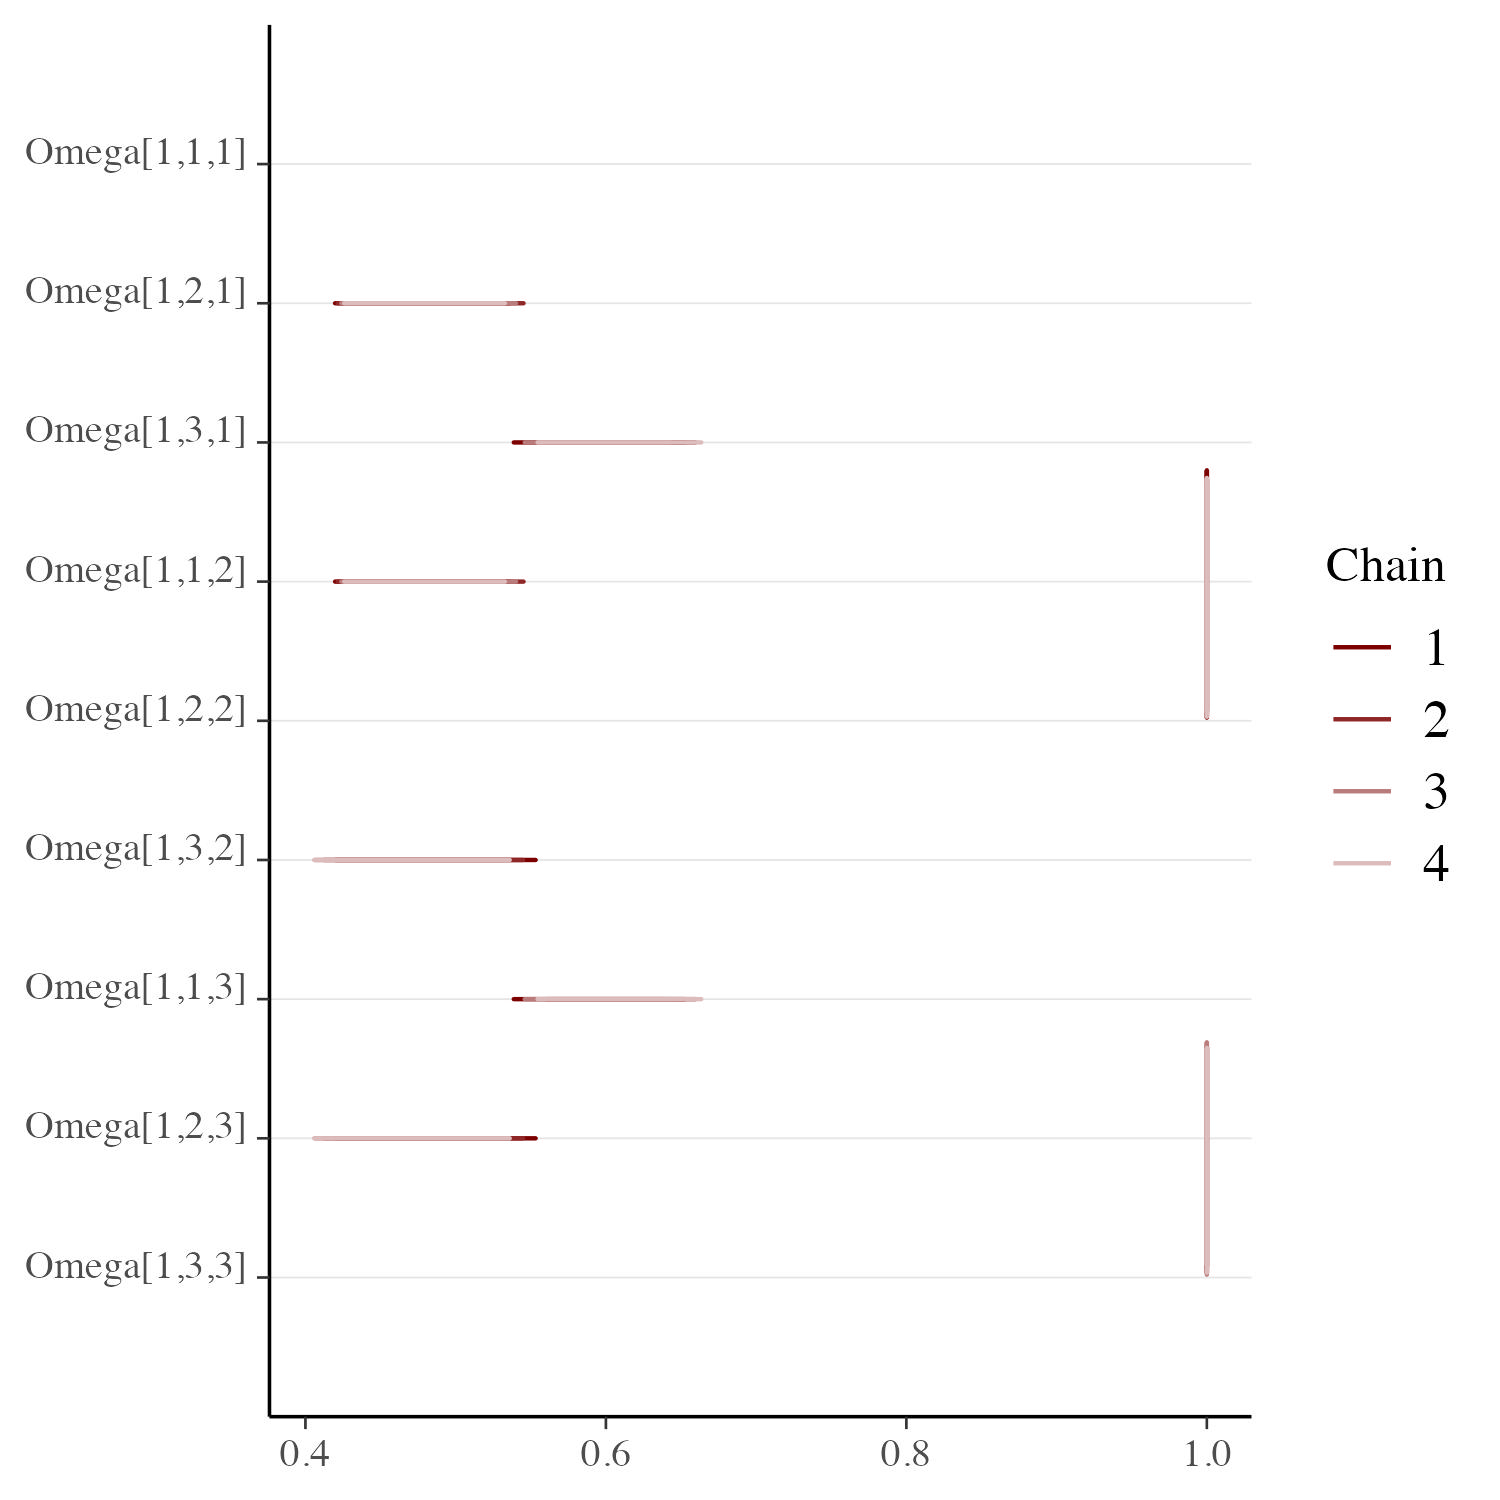 Omega[1,1,1]
Omega[1,2,1]
Omega[1,3,1]
Omega[1,1,2]
Omega[1,2,2]
Omega[1,3,2]
Omega[1,1,3]
Omega[1,2,3]
Omega[1,3,3]
0.4 0.6 0.8 1.0
Chain
1
2
3
4